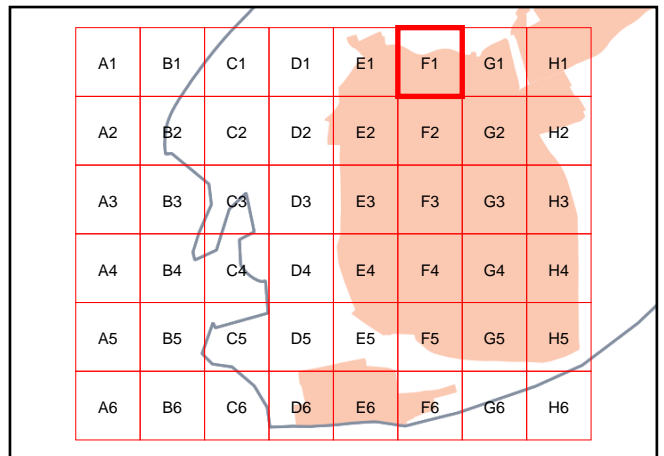 A1 B1 C1 D1 E1 F1 G1 H1
A2 B2 C2 D2 E2 F2 G2 H2
A3 B3 C3 D3 E3 F3 G3 H3
A4 B4 C4 D4 E4 F4 G4 H4
A5 B5 C5 D5 E5 F5 G5 H5
A6 B6 C6 D6 E6 F6 G6 H6